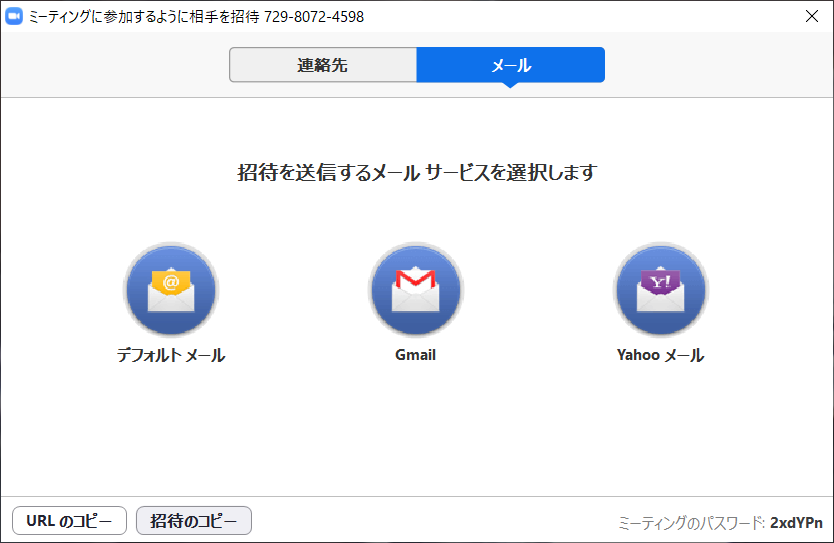 ミーティングに参加するように相手を招待 729-8072-4598
連絡先
メール
招待を送信するメール サービスを選択します
@
Y!
デフォルト メール
Gmail
Yahoo メール
URL のコピー
招待のコピー
ミーティングのパスワード: 2xdYPn